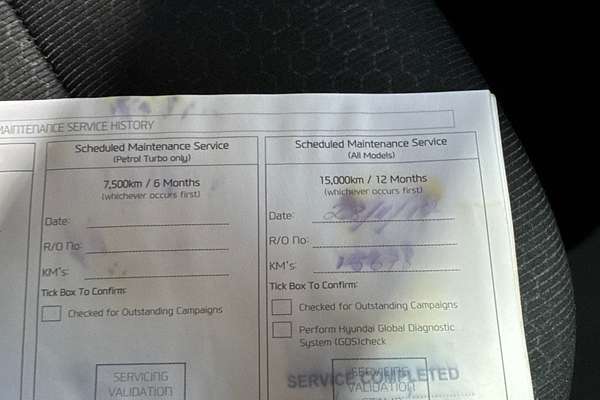 MAINTENANCE SERVICE HISTORY
Scheduled Maintenance Service
(Petrol Turbo only)
7,500km / 6 Months
(whichever occurs first)
Date:
R/O No:
KM's:
Tick Box To Confirm:
Checked for Outstanding Campaigns
SERVICING
VALIDATION
Scheduled Maintenance Service
(All Models)
15,000km / 12 Months
(whichever occurs first)
Date:
R/O No:
KM's:
Tick Box To Confirm:
Checked for Outstanding Campaigns
Perform Hyundai Global Diagnostic
System (GDS)check
SERVICING
VALIDATION
SERVICE COMPLETED